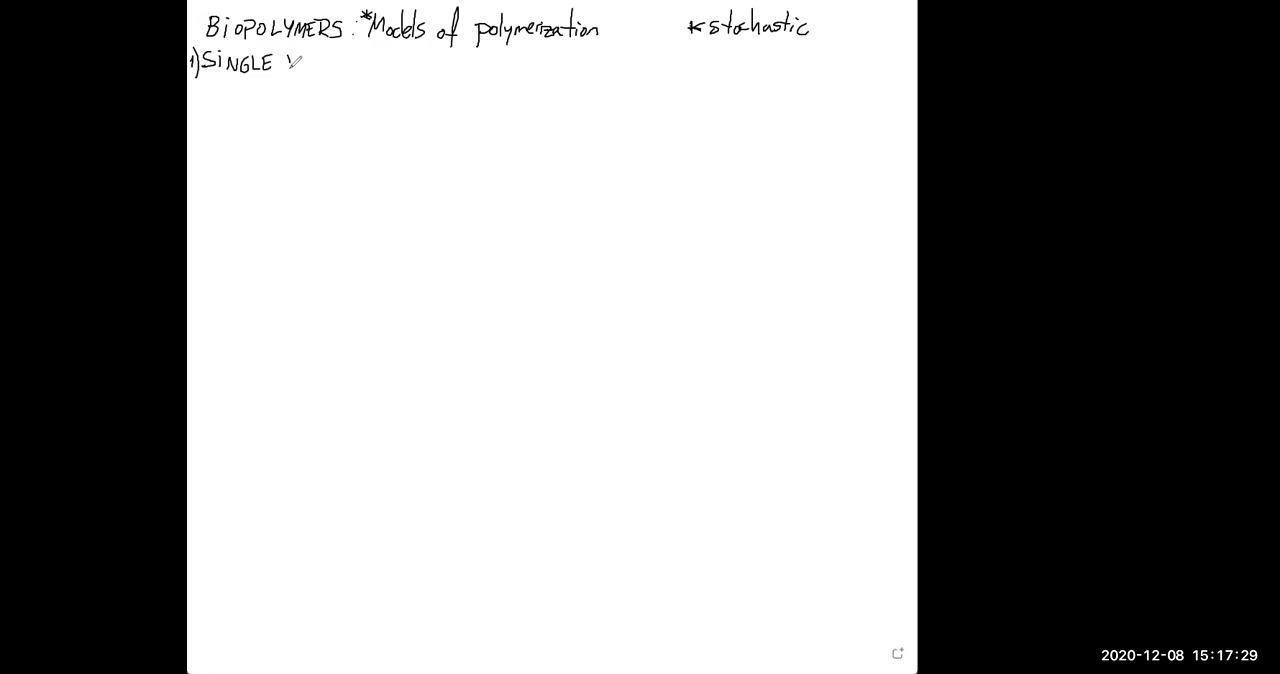 BiOPOLYMERS : *Models of polymerization *stochastic
1) SiNGLE
2020-12-08 15:17:29